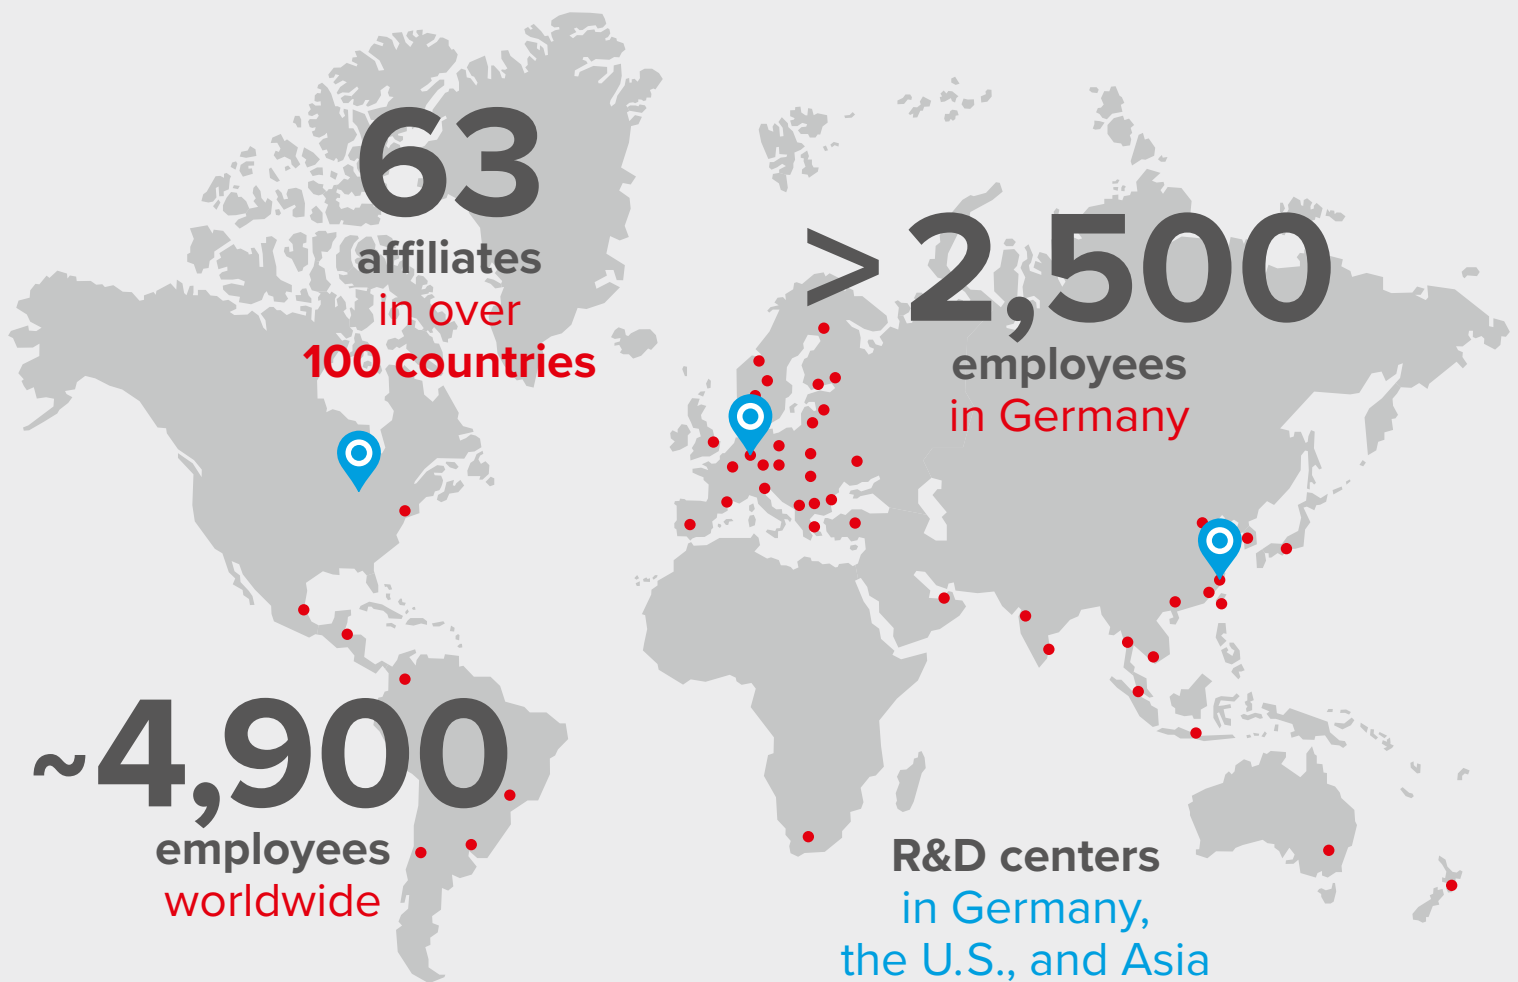 63
affiliates
in over
100 countries
> 2,500
employees
in Germany
~4,900
employees
worldwide
R&D centers
in Germany,
the U.S., and Asia